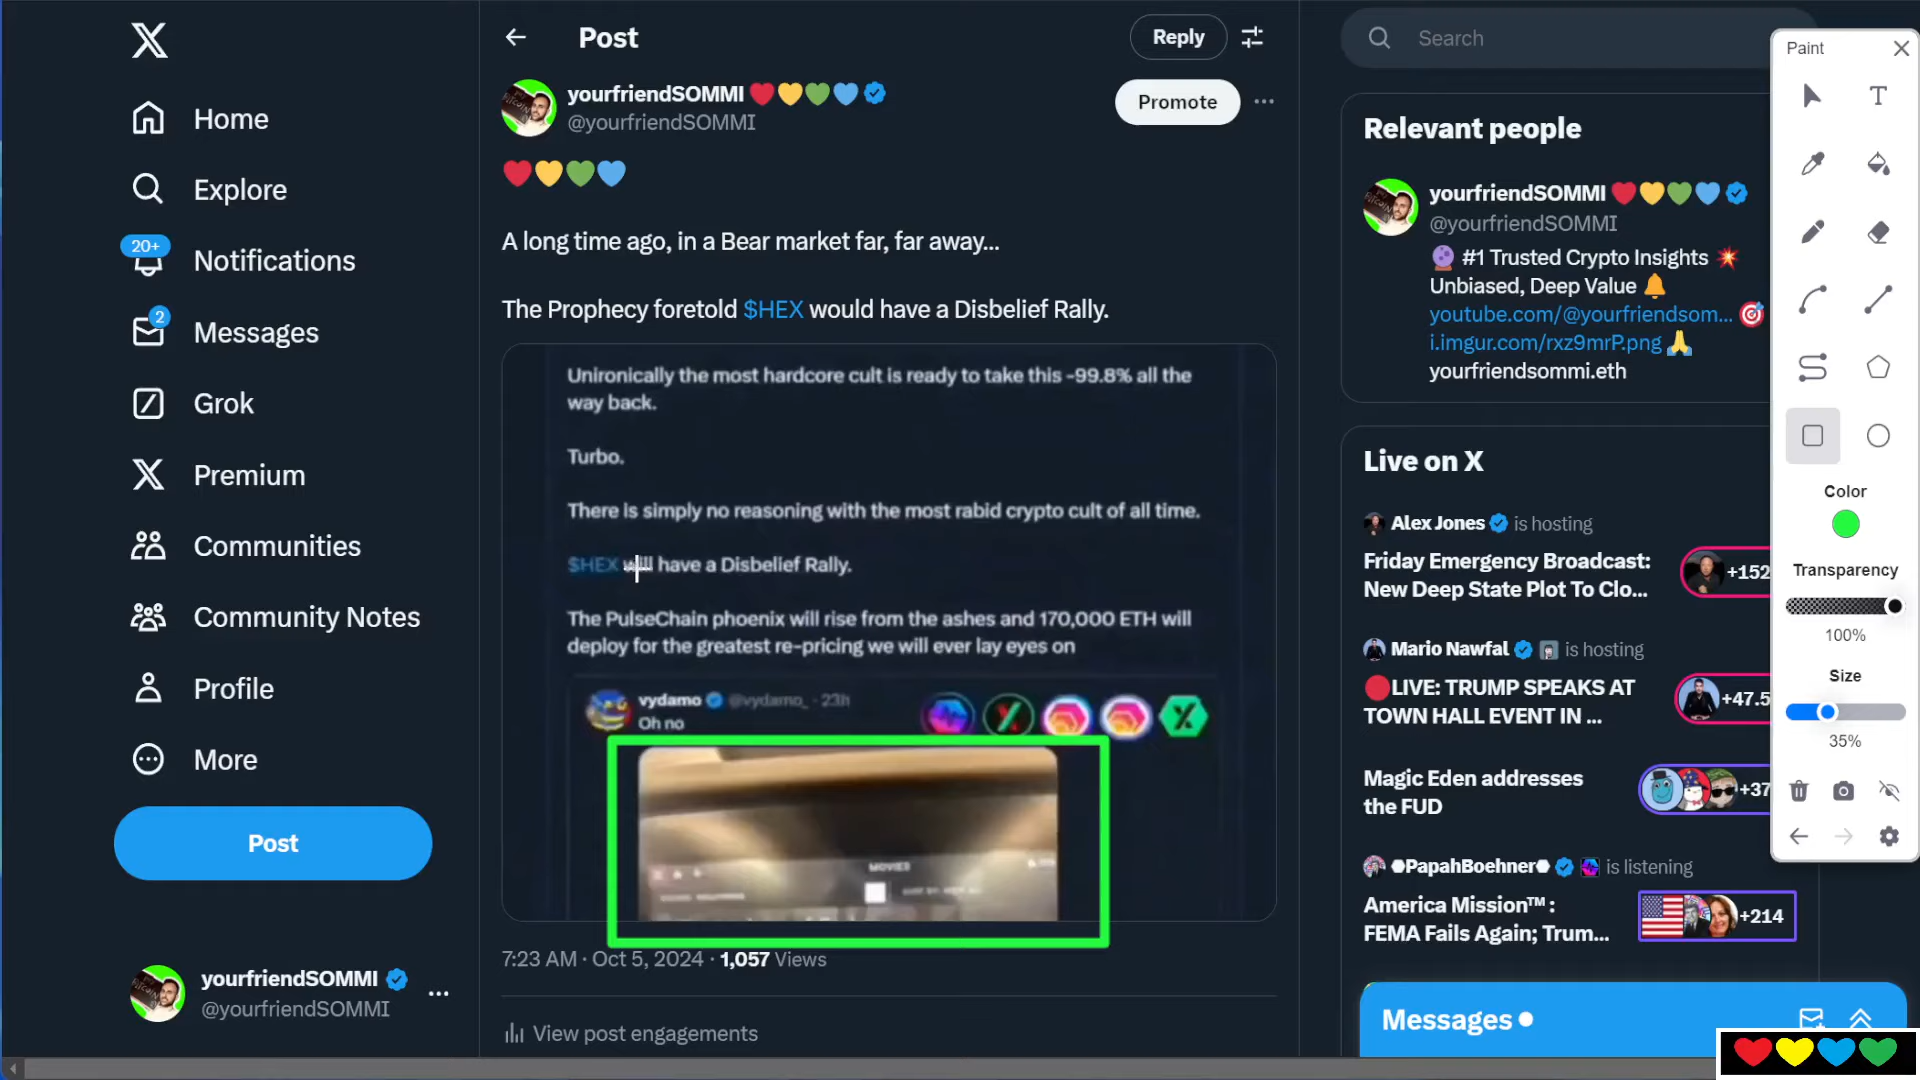 Home
Explore
20+
Notifications
2
Messages
Grok
Premium
Communities
Community Notes
Profile
More
Post
yourfriendSOMMI
@yourfriendSOMMI
Post
Reply
yourfriendSOMMI
@yourfriendSOMMI
Promote
A long time ago, in a Bear market far, far away...
The Prophecy foretold $HEX would have a Disbelief Rally.
Unironically the most hardcore cult is ready to take this -99.8% all the
way back.
Turbo.
There is simply no reasoning with the most rabid crypto cult of all time.
$HEX will have a Disbelief Rally.
The PulseChain phoenix will rise from the ashes and 170,000 ETH will
deploy for the greatest re-pricing we will ever lay eyes on
vydamo @vydamo_ · 23h
Oh no
MOVIES
7:23 AM · Oct 5, 2024 · 1,057 Views
View post engagements
Search
Relevant people
yourfriendSOMMI
@yourfriendSOMMI
#1 Trusted Crypto Insights
Unbiased, Deep Value
youtube.com/@yourfriendsom...
i.imgur.com/rxz9mrP.png
yourfriendsommi.eth
Live on X
Alex Jones is hosting
Friday Emergency Broadcast:
New Deep State Plot To Clo...
+152
Mario Nawfal is hosting
LIVE: TRUMP SPEAKS AT
TOWN HALL EVENT IN ...
+47.5
Magic Eden addresses
the FUD
+37
PapahBoehner is listening
America Mission™ :
FEMA Fails Again; Trum...
+214
Messages
Paint
T
Color
Transparency
100%
Size
35%